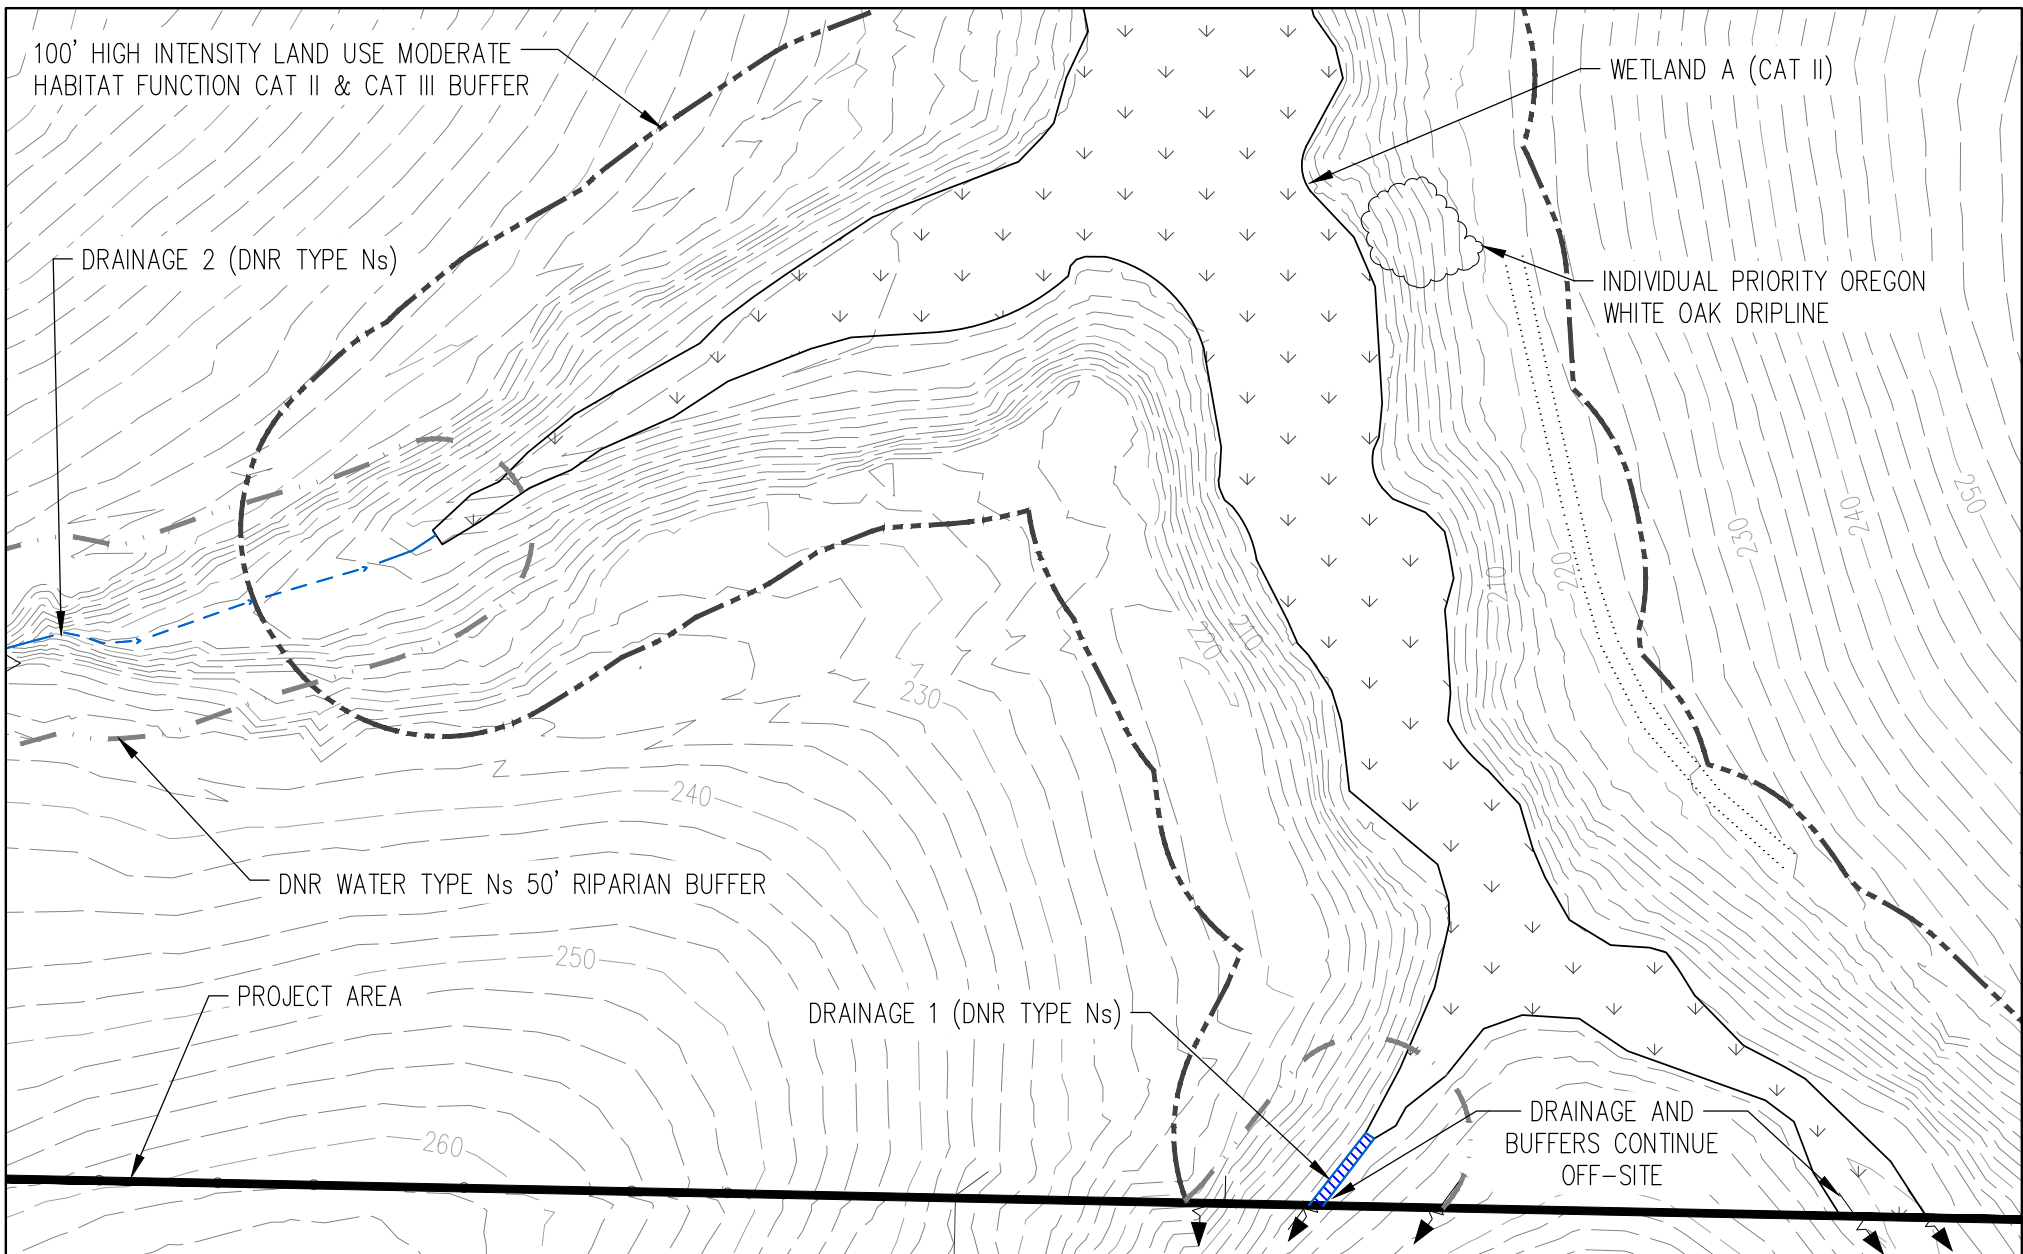 100' HIGH INTENSITY LAND USE MODERATE
HABITAT FUNCTION CAT II & CAT III BUFFER
WETLAND A (CAT II)
DRAINAGE 2 (DNR TYPE Ns)
INDIVIDUAL PRIORITY OREGON
WHITE OAK DRIPLINE
250
240
230
220
210
220
210
230
240
DNR WATER TYPE Ns 50' RIPARIAN BUFFER
250
PROJECT AREA
DRAINAGE 1 (DNR TYPE Ns)
DRAINAGE AND
BUFFERS CONTINUE
OFF-SITE
260